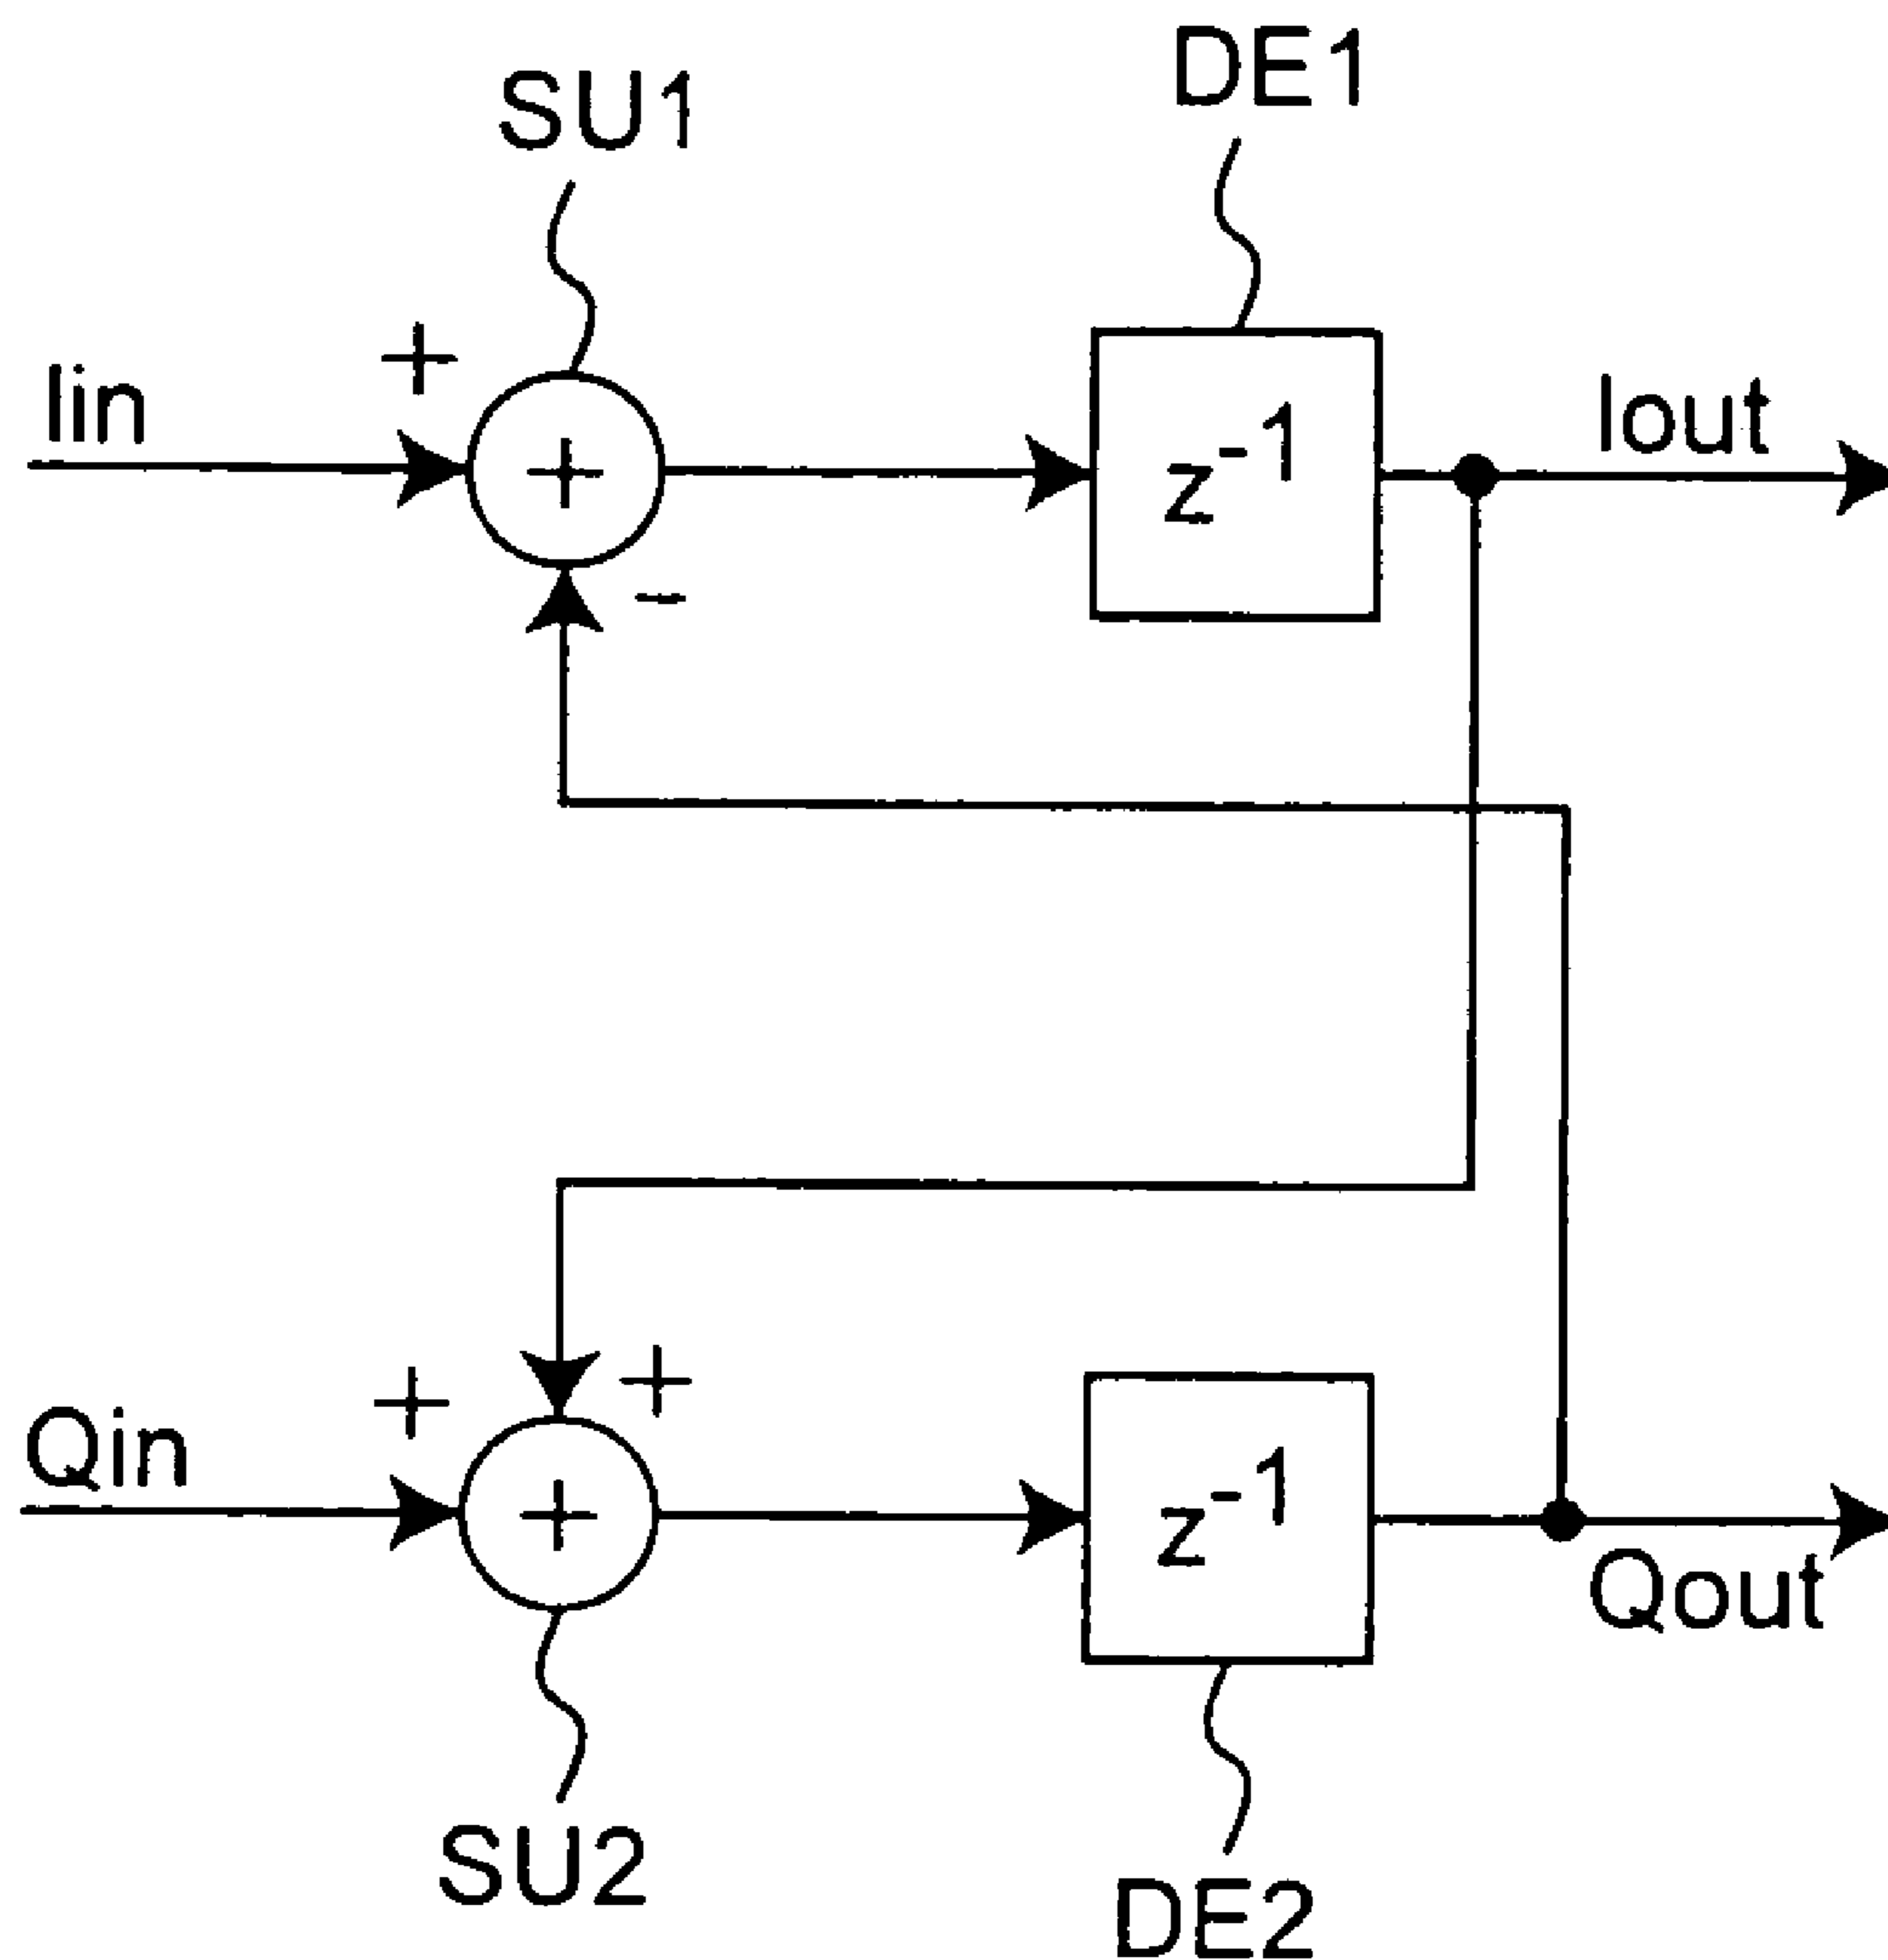 DE1
SU1
+
Iin
+
z-1
Iout
-
+
+
Qin
+
z-1
Qout
SU2
DE2